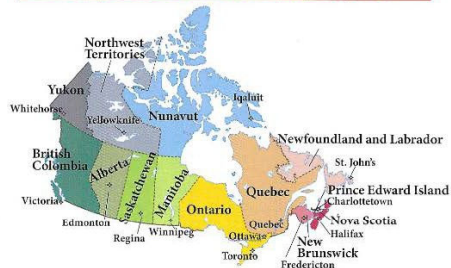 Northwest
Territories
Yukon
Whitehorse
Yellowknife
Nunavut
Iqaluit
Newfoundland and Labrador
St. John's
British
Colombia
Alberta
Saskatchewan
Manitoba
Ontario
Quebec
Prince Edward Island
Charlottetown
Victoria
Edmonton
Regina
Winnipeg
Quebec
Ottawa
Toronto
Nova Scotia
Halifax
New
Brunswick
Fredericton